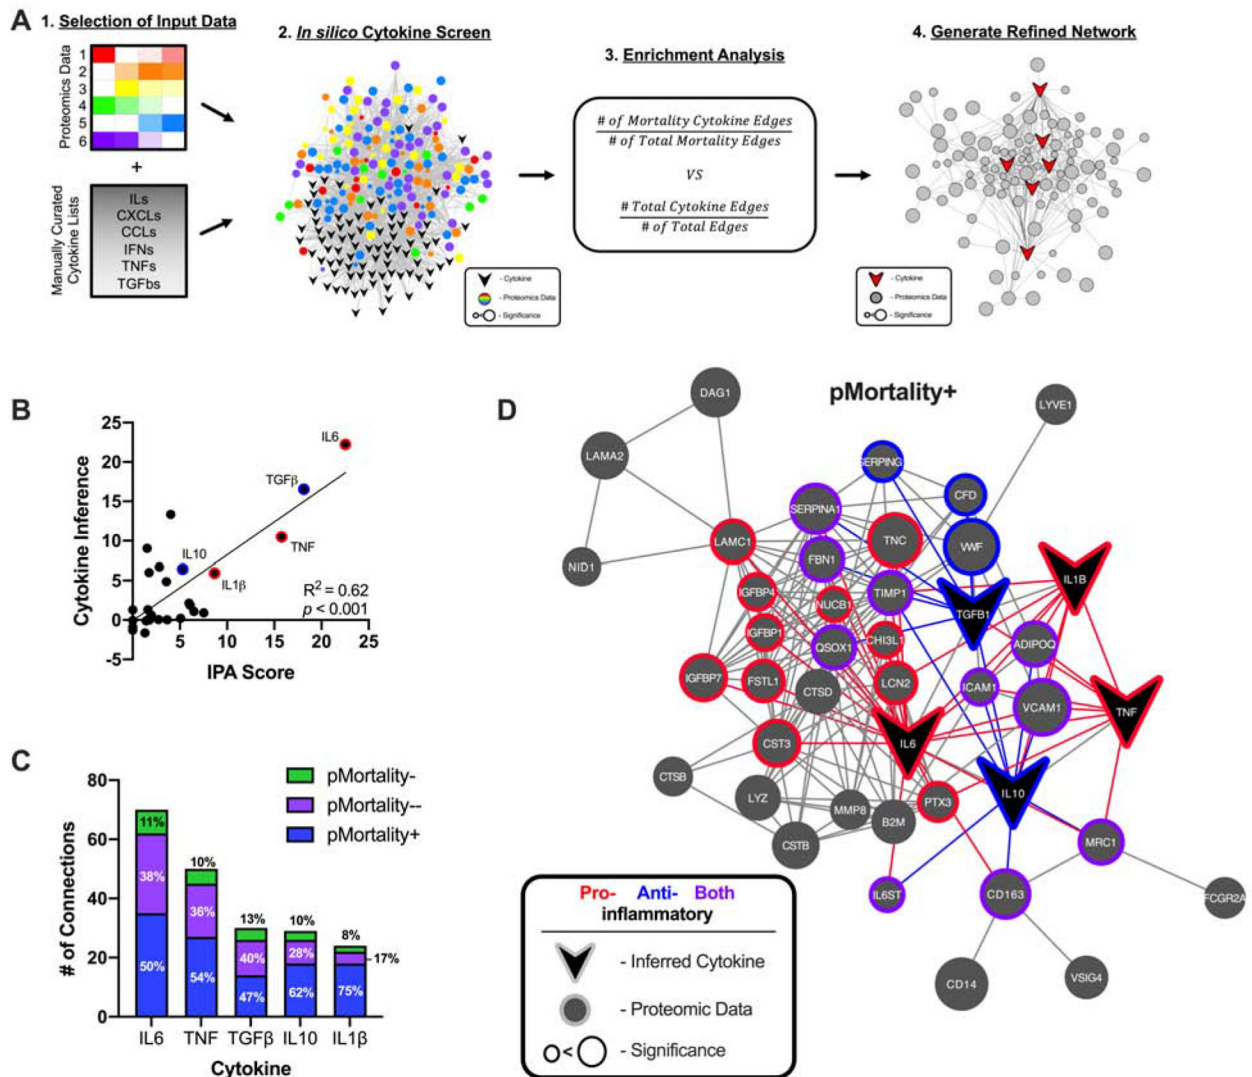 A
1. Selection of Input Data
Proteomics Data
1
2
3
4
5
6
+
Manually Curated
Cytokine Lists
ILs
CXCLs
CCLs
IFNs
TNFs
TGFbs
2. In silico Cytokine Screen
- Cytokine
- Proteomics Data
- Significance
3. Enrichment Analysis
# of Mortality Cytokine Edges
# of Total Mortality Edges
VS
# Total Cytokine Edges
# of Total Edges
4. Generate Refined Network
- Cytokine
- Proteomics Data
- Significance
B
Cytokine Inference
25
20
15
10
5
0
-5
5
10
15
20
25
IPA Score
IL6
TGFβ
TNF
IL10
IL1β
R2 = 0.62
p < 0.001
C
# of Connections
80
60
40
20
0
pMortality-
pMortality--
pMortality+
11%
38%
50%
10%
36%
54%
13%
40%
47%
10%
28%
62%
8%
17%
75%
IL6
TNF
TGFβ
IL10
IL1β
Cytokine
D
pMortality+
DAG1
LYVE1
LAMA2
SERPING
CFD
SERPINA1
LAMC1
TNC
VWF
NID1
FBN1
IL1B
IGFBP4
NUCB1
TIMP1
TGFB1
IGFBP1
CHI3L1
QSOX1
ADIPOQ
IGFBP7
FSTL1
CTSD
LCN2
ICAM1
VCAM1
TNF
CST3
IL6
CTSB
LYZ
MMP8
B2M
PTX3
IL10
CSTB
MRC1
IL6ST
CD163
FCGR2A
CD14
VSIG4
Pro- Anti- Both
inflammatory
- Inferred Cytokine
- Proteomic Data
< - Significance